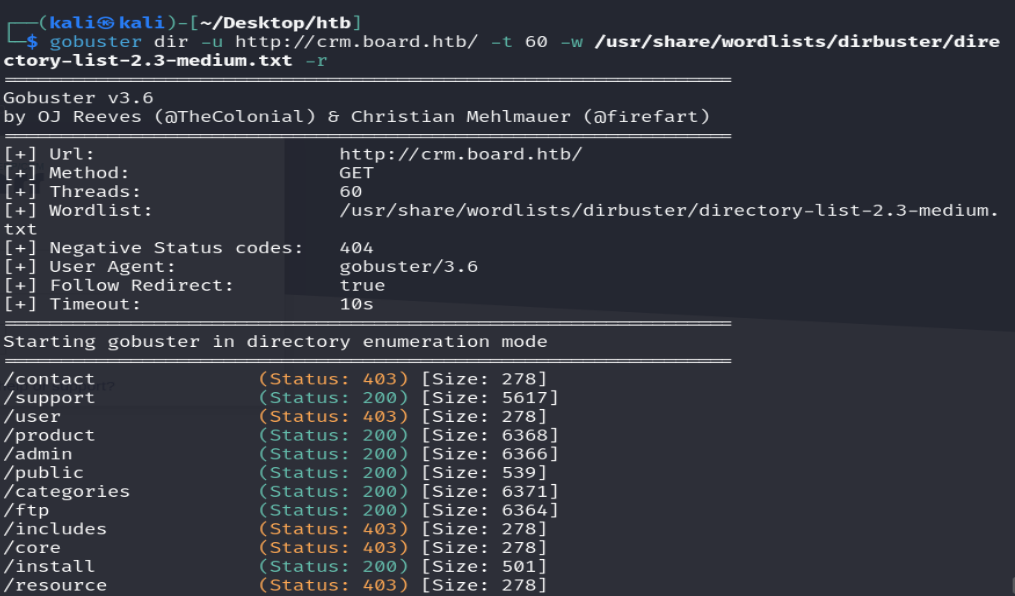 ┌──(kali㉿kali)-[~/Desktop/htb]
└─$ gobuster dir -u http://crm.board.htb/ -t 60 -w /usr/share/wordlists/dirbuster/dire
ctory-list-2.3-medium.txt -r
===============================================================
Gobuster v3.6
by OJ Reeves (@TheColonial) & Christian Mehlmauer (@firefart)
===============================================================
[+] Url:                     http://crm.board.htb/
[+] Method:                  GET
[+] Threads:                 60
[+] Wordlist:                /usr/share/wordlists/dirbuster/directory-list-2.3-medium.
txt
[+] Negative Status codes:   404
[+] User Agent:              gobuster/3.6
[+] Follow Redirect:         true
[+] Timeout:                 10s
===============================================================
Starting gobuster in directory enumeration mode
===============================================================
/contact              (Status: 403) [Size: 278]
/support              (Status: 200) [Size: 5617]
/user                 (Status: 403) [Size: 278]
/product              (Status: 200) [Size: 6368]
/admin                (Status: 200) [Size: 6366]
/public               (Status: 200) [Size: 539]
/categories           (Status: 200) [Size: 6371]
/ftp                  (Status: 200) [Size: 6364]
/includes             (Status: 403) [Size: 278]
/core                 (Status: 403) [Size: 278]
/install              (Status: 200) [Size: 501]
/resource             (Status: 403) [Size: 278]